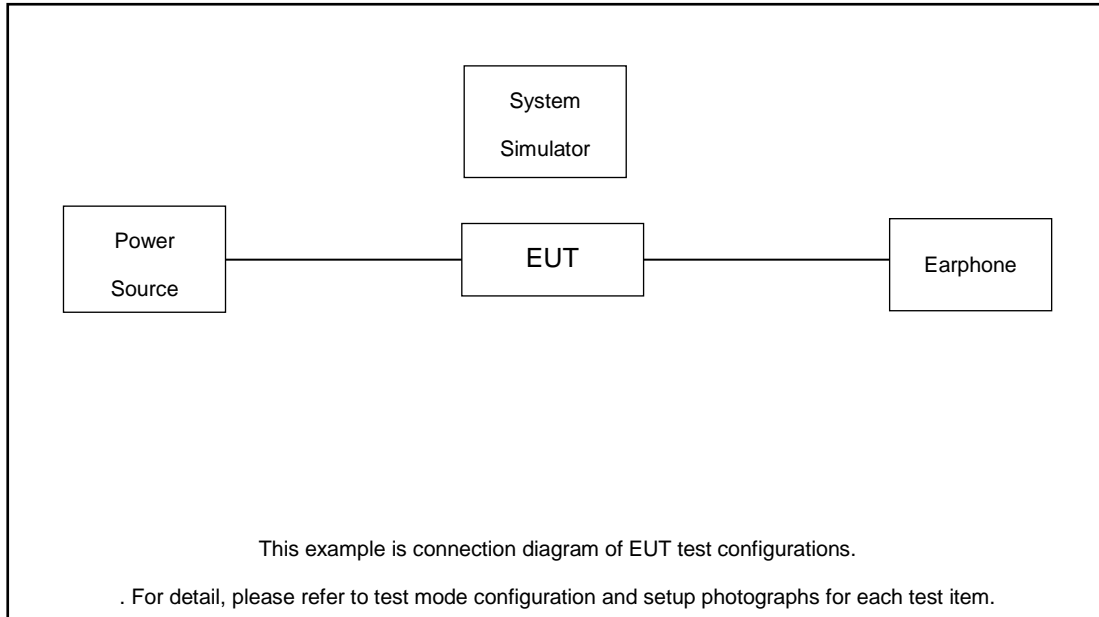 System
Simulator
Power
Source
EUT
Earphone
This example is connection diagram of EUT test configurations.
. For detail, please refer to test mode configuration and setup photographs for each test item.